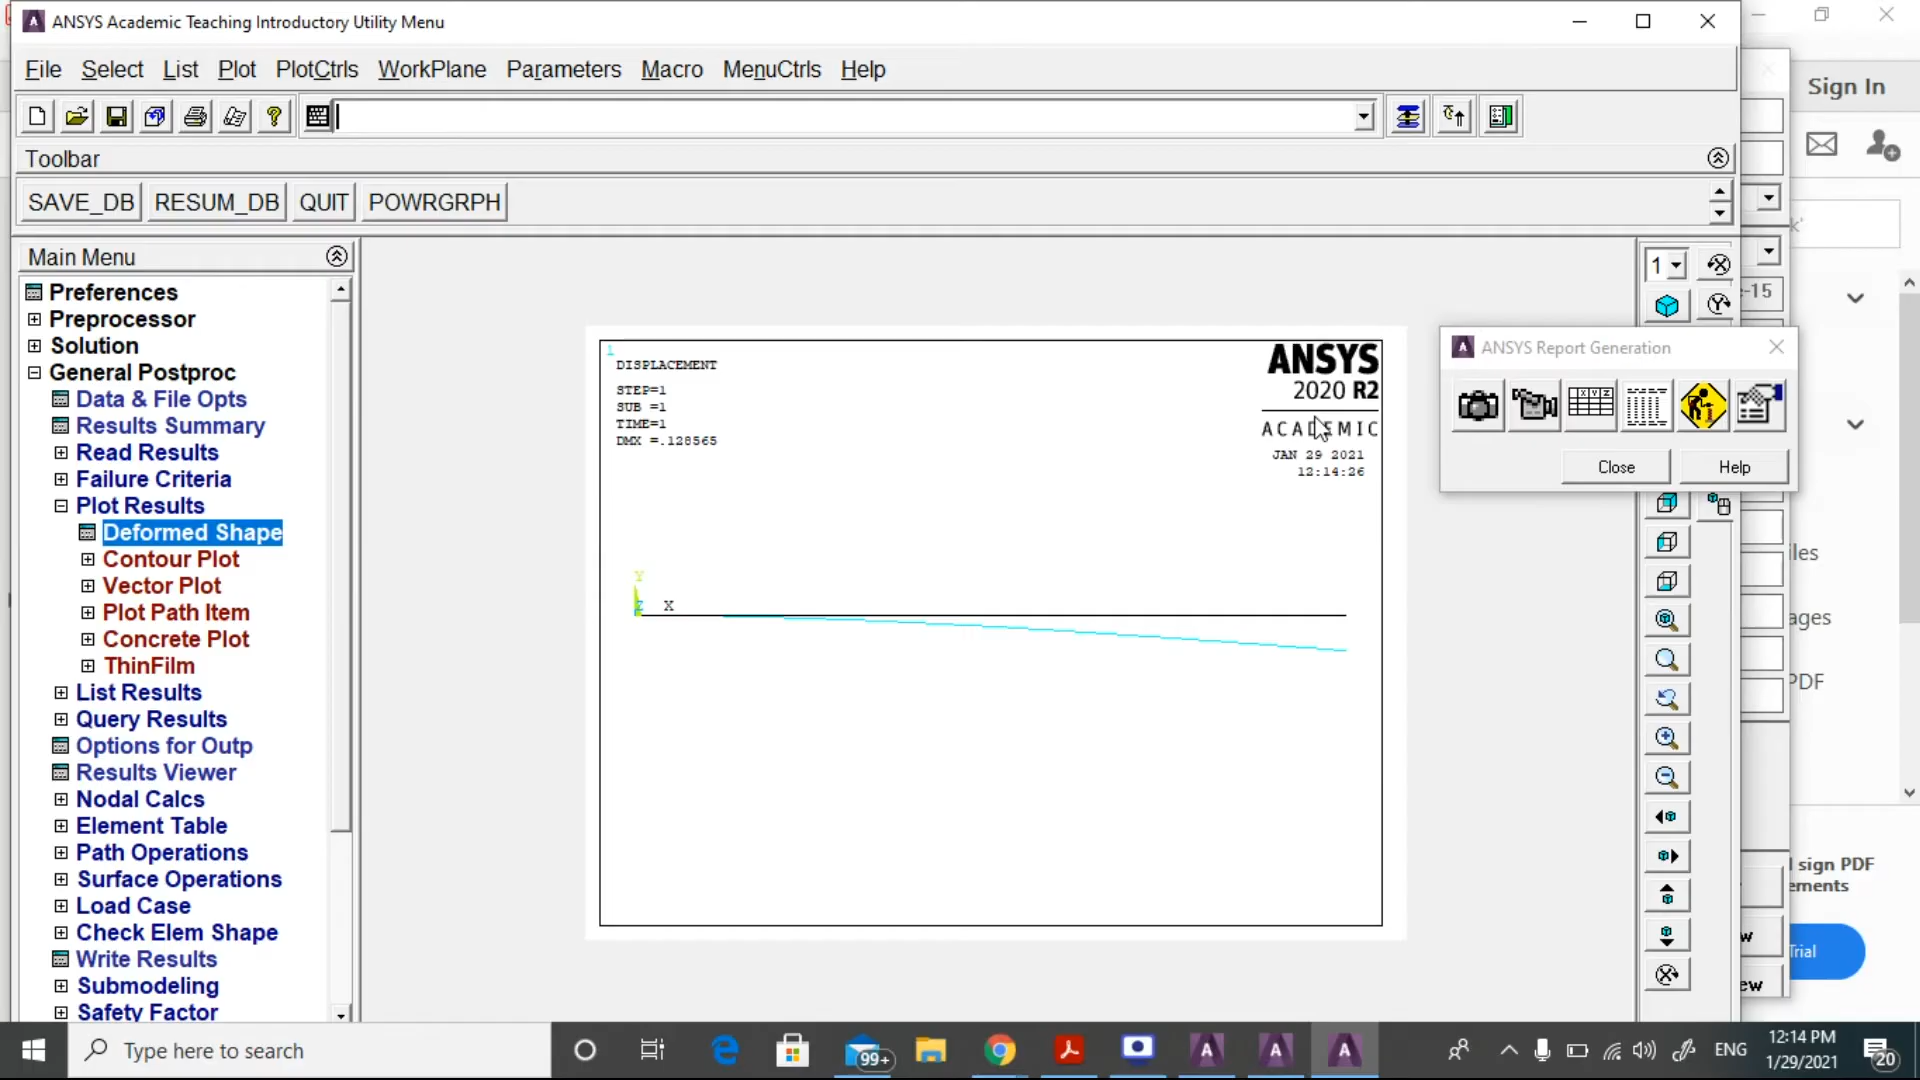 ANSYS Academic Teaching Introductory Utility Menu
File Select List Plot PlotCtrls WorkPlane Parameters Macro MenuCtrls Help
Sign In
Toolbar
SAVE_DB RESUM_DB QUIT POWRGRPH
Main Menu
1
Preferences
Preprocessor
Solution
General Postproc
Data & File Opts
Results Summary
Read Results
Failure Criteria
Plot Results
Deformed Shape
Contour Plot
Vector Plot
Plot Path Item
Concrete Plot
ThinFilm
List Results
Query Results
Options for Outp
Results Viewer
Nodal Calcs
Element Table
Path Operations
Surface Operations
Load Case
Check Elem Shape
Write Results
Submodeling
Safety Factor
1
DISPLACEMENT
STEP=1
SUB =1
TIME=1
DMX =.128565
ANSYS
2020 R2
ACADEMIC
JAN 29 2021
12:14:26
Y
Z X
ANSYS Report Generation
X Y Z
Close Help
-15
iles
ages
PDF
l sign PDF
ements
w
Trial
ew
Type here to search
99+
ENG
12:14 PM
1/29/2021
20